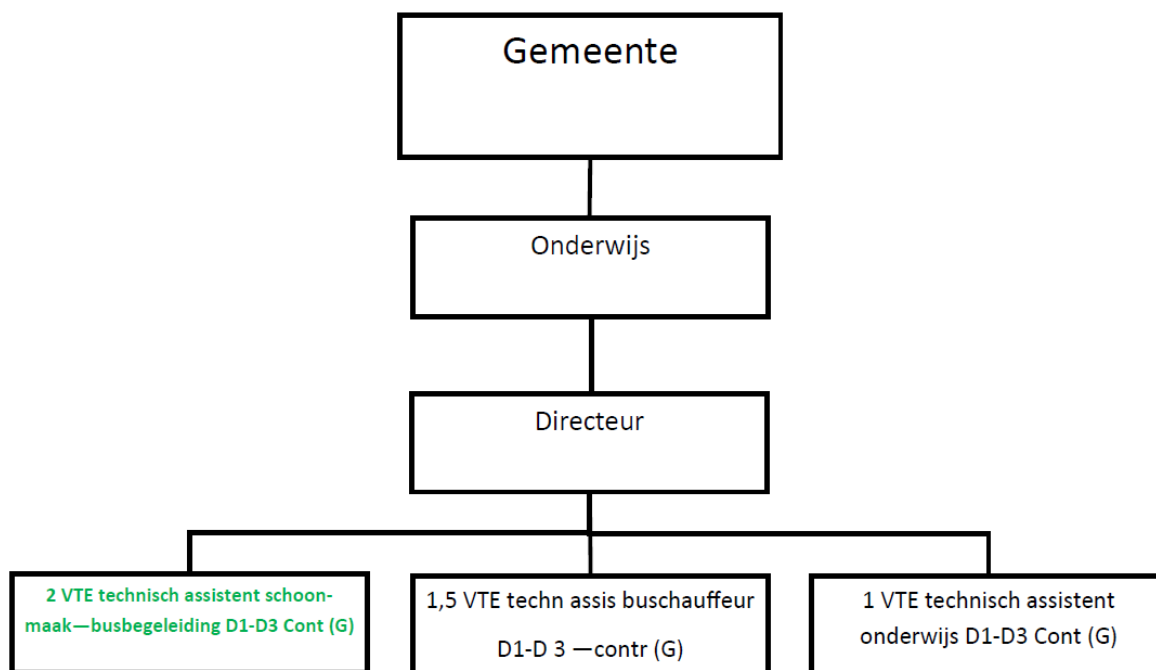 Gemeente
Onderwijs
Directeur
2 VTE technisch assistent schoon-
maak—busbegeleiding D1-D3 Cont (G)
1,5 VTE techn assis buschauffeur
D1-D 3 —contr (G)
1 VTE technisch assistent
onderwijs D1-D3 Cont (G)